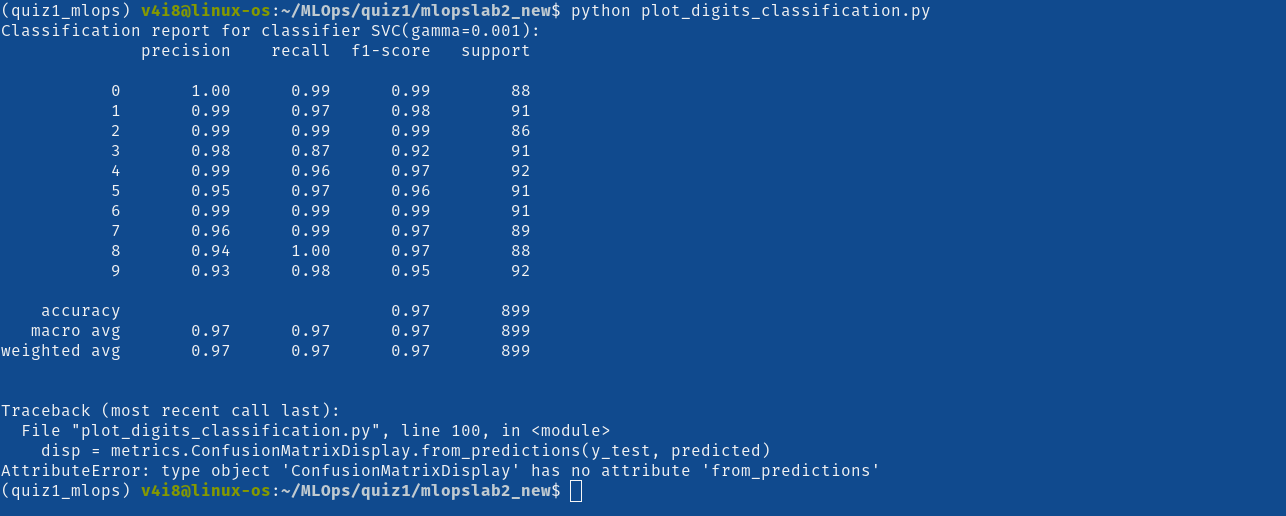 (quiz1_mlops) v4i8@linux-os:~/MLOps/quiz1/mlopslab2_new$ python plot_digits_classification.py
Classification report for classifier SVC(gamma=0.001):
              precision    recall  f1-score   support

           0       1.00      0.99      0.99        88
           1       0.99      0.97      0.98        91
           2       0.99      0.99      0.99        86
           3       0.98      0.87      0.92        91
           4       0.99      0.96      0.97        92
           5       0.95      0.97      0.96        91
           6       0.99      0.99      0.99        91
           7       0.96      0.99      0.97        89
           8       0.94      1.00      0.97        88
           9       0.93      0.98      0.95        92

    accuracy                           0.97       899
   macro avg       0.97      0.97      0.97       899
weighted avg       0.97      0.97      0.97       899

Traceback (most recent call last):
  File "plot_digits_classification.py", line 100, in <module>
    disp = metrics.ConfusionMatrixDisplay.from_predictions(y_test, predicted)
AttributeError: type object 'ConfusionMatrixDisplay' has no attribute 'from_predictions'
(quiz1_mlops) v4i8@linux-os:~/MLOps/quiz1/mlopslab2_new$